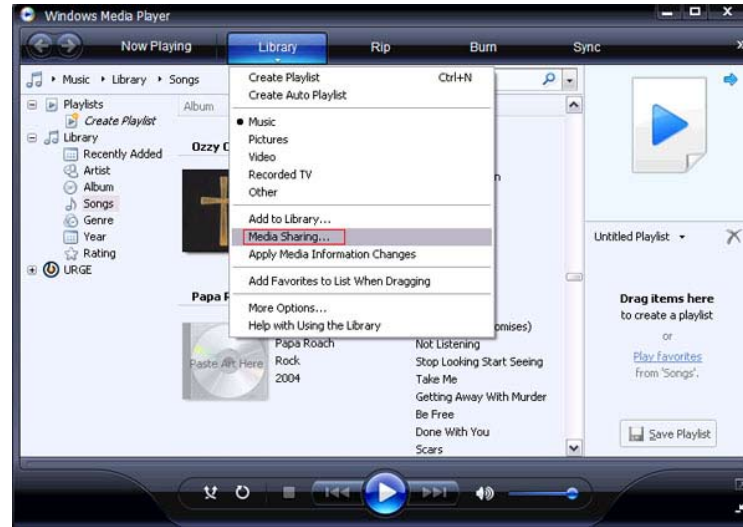 Windows Media Player
Now Playing
Library
Rip
Burn
Sync
Music Library Songs
Playlists
Create Playlist
Library
Recently Added
Artist
Album
Songs
Genre
Year
Rating
URGE
Album
Ozzy
Create Playlist Ctrl+N
Create Auto Playlist
Music
Pictures
Video
Recorded TV
Other
Add to Library...
Media Sharing...
Apply Media Information Changes
Add Favorites to List When Dragging
More Options...
Help with Using the Library
Papa
Paste Art Here
Papa Roach
Rock
2004
Not Listening
Stop Looking Start Seeing
Take Me
Getting Away With Murder
Be Free
Done With You
Scars
Untitled Playlist
Drag items here
to create a playlist
or
Play favorites
from 'Songs'.
Save Playlist